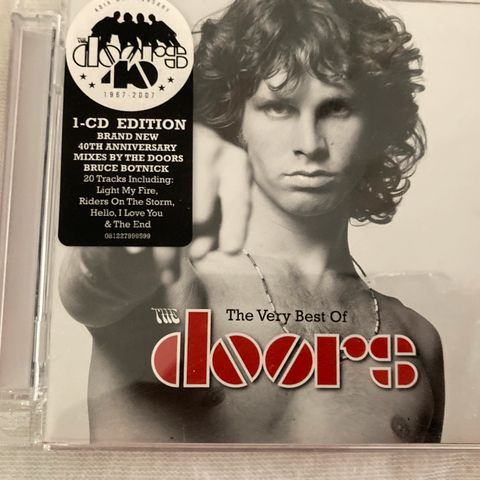 40TH ANNIVERSARY
THE
doors
40
1967-2007
1-CD EDITION
BRAND NEW
40TH ANNIVERSARY
MIXES BY THE DOORS
BRUCE BOTNICK
20 Tracks Including:
Light My Fire,
Riders On The Storm,
Hello, I Love You
& The End
081227999599
The Very Best Of
THE
doors